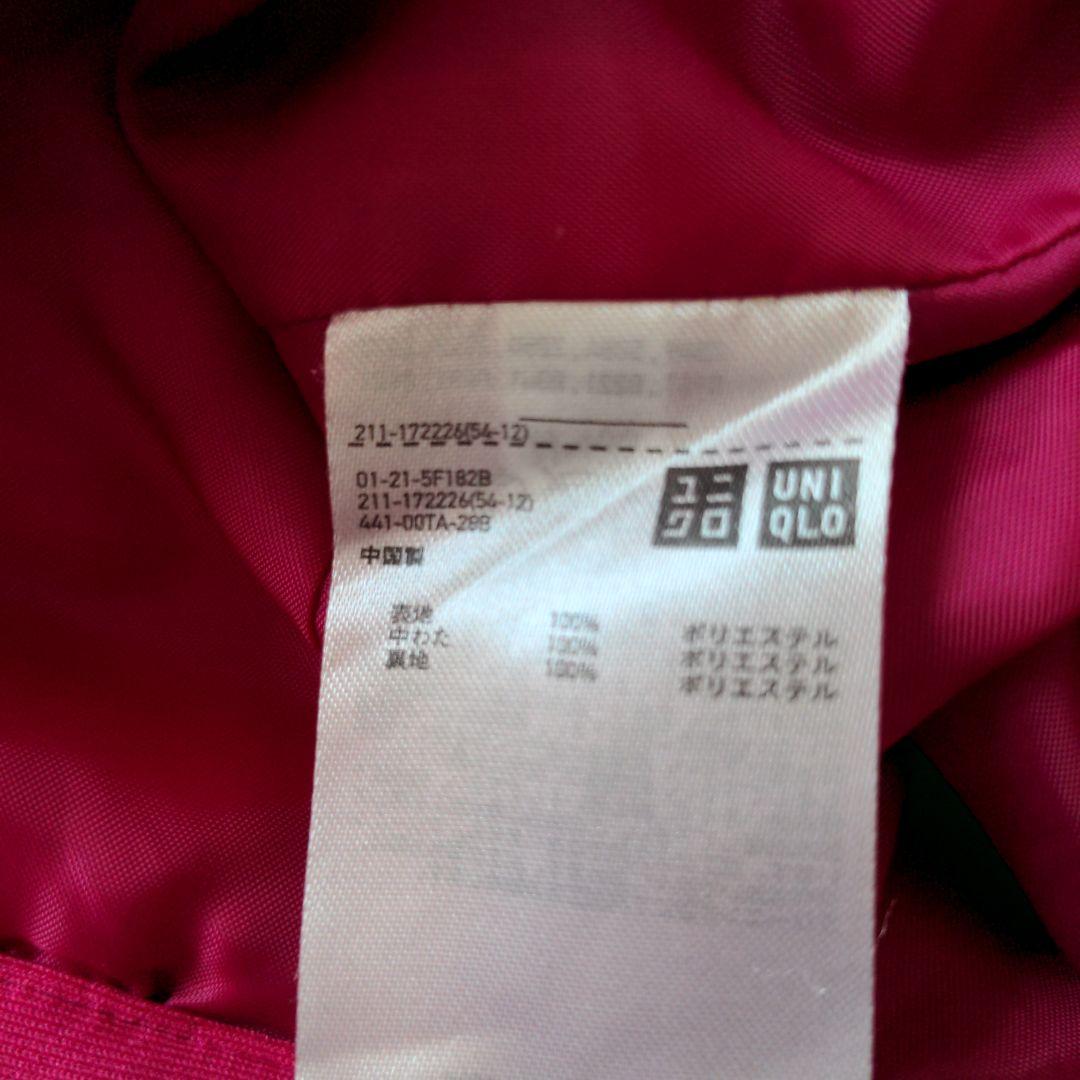 211-172226(54-12)
01-21-5F182B
211-172226(54-12)
441-00TA-28B
中国製
ユニ
クロ
UNI
QLO
表地 100% ポリエステル
中わた 100% ポリエステル
裏地 100% ポリエステル